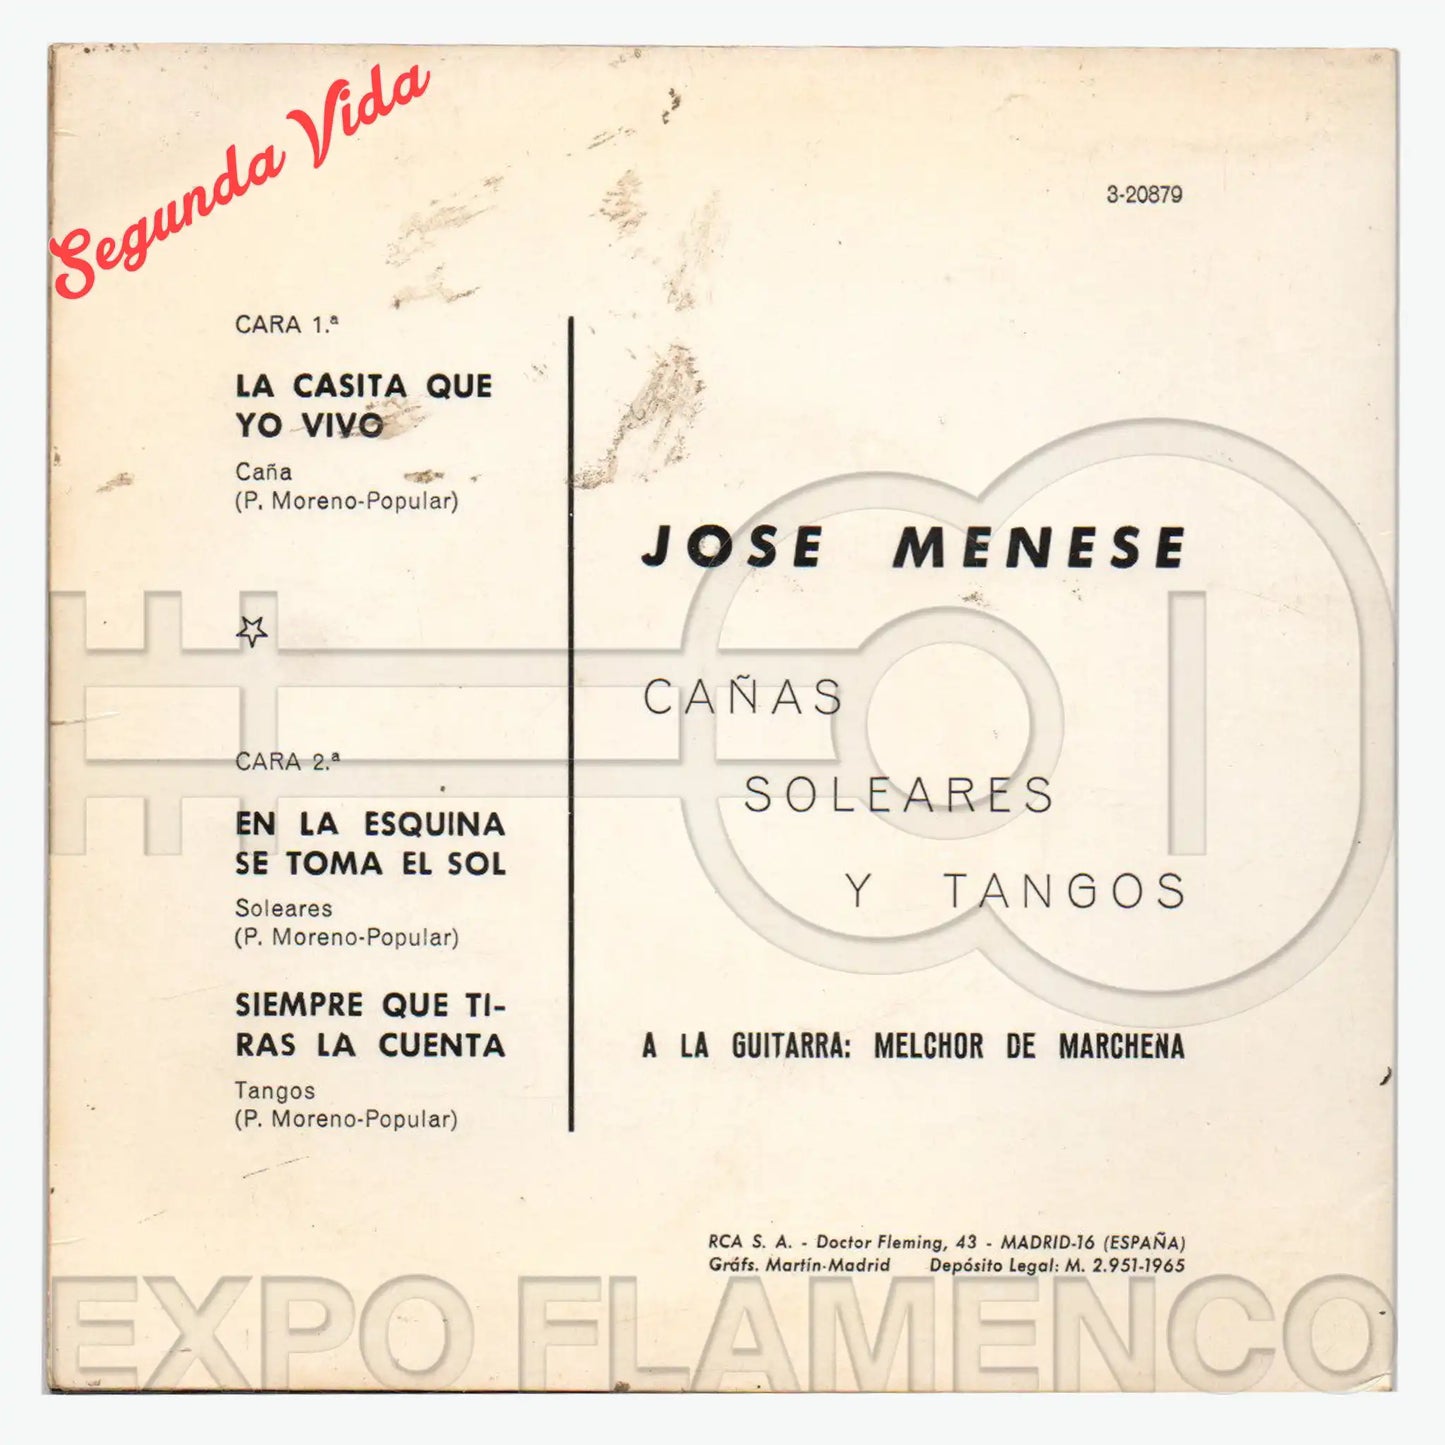 Segunda Vida
3-20879
CARA 1.ª
LA CASITA QUE
YO VIVO
Caña
(P. Moreno-Popular)
CARA 2.ª
EN LA ESQUINA
SE TOMA EL SOL
Soleares
(P. Moreno-Popular)
SIEMPRE QUE TI-
RAS LA CUENTA
Tangos
(P. Moreno-Popular)
JOSE MENESE
CAÑAS
SOLEARES
Y TANGOS
A LA GUITARRA: MELCHOR DE MARCHENA
RCA S. A. - Doctor Fleming, 43 - MADRID-16 (ESPAÑA)
Gráfs. Martín-Madrid Depósito Legal: M. 2.951-1965
EXPO FLAMENCO